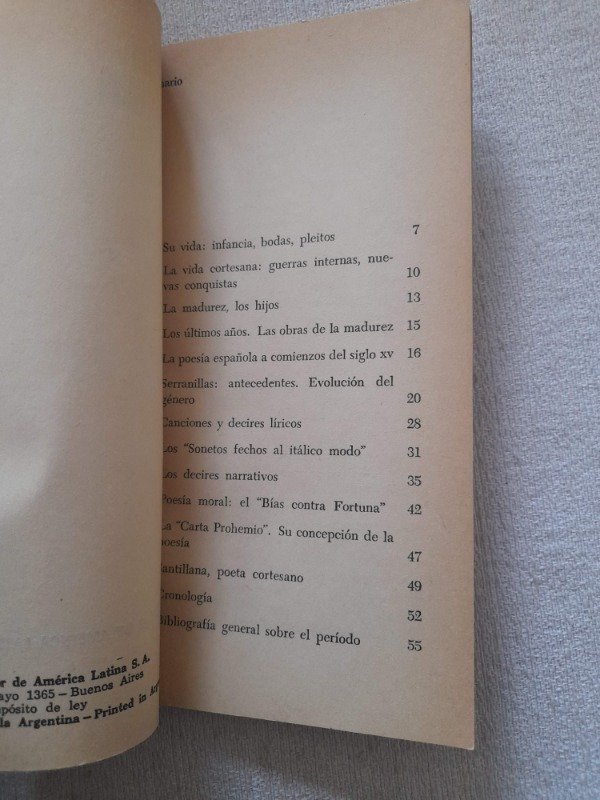 r de América Latina S. A.
ayo 1365 – Buenos Aires
pósito de ley
la Argentina – Printed in Ar
ario
Su vida: infancia, bodas, pleitos 7
La vida cortesana: guerras internas, nue-
vas conquistas 10
La madurez, los hijos 13
Los últimos años. Las obras de la madurez 15
La poesía española a comienzos del siglo xv 16
Serranillas: antecedentes. Evolución del
género 20
Canciones y decires líricos 28
Los "Sonetos fechos al itálico modo" 31
Los decires narrativos 35
Poesía moral: el "Bías contra Fortuna" 42
La "Carta Prohemio". Su concepción de la
poesía 47
Santillana, poeta cortesano 49
Cronología 52
Bibliografía general sobre el período 55